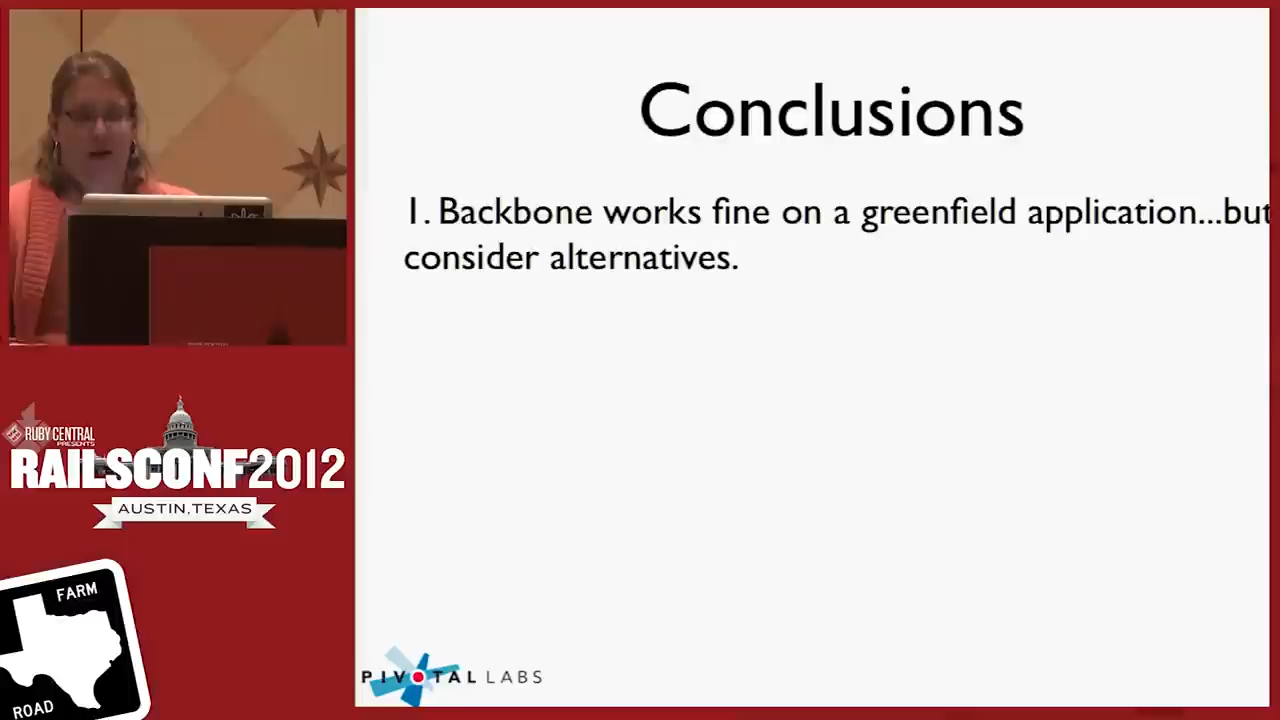 Conclusions
1. Backbone works fine on a greenfield application...but
consider alternatives.
RUBY CENTRAL
PRESENTS
RAILSCONF2012
AUSTIN, TEXAS
FARM
ROAD
PIVOTAL LABS